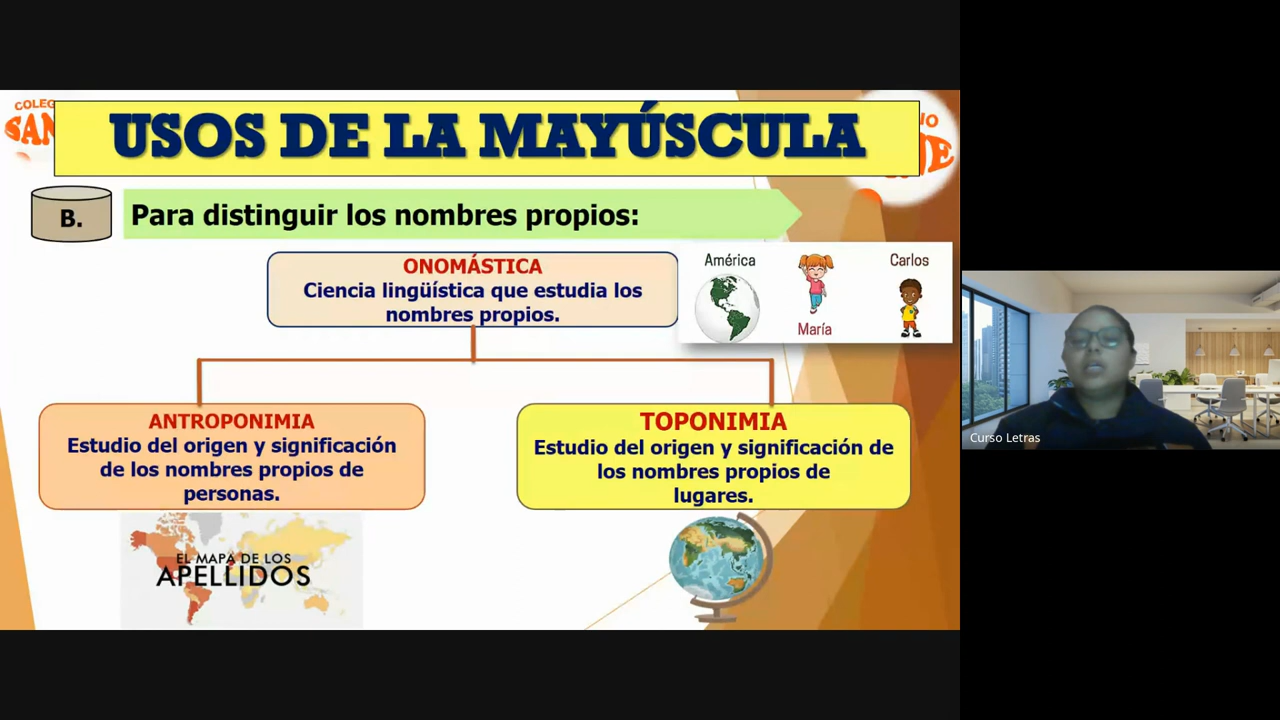 COLEG
SAN
USOS DE LA MAYÚSCULA
B.
Para distinguir los nombres propios:
ONOMÁSTICA
Ciencia lingüística que estudia los
nombres propios.
América
María
Carlos
ANTROPONIMIA
Estudio del origen y significación
de los nombres propios de
personas.
TOPONIMIA
Estudio del origen y significación de
los nombres propios de
lugares.
EL MAPA DE LOS
APELLIDOS
Curso Letras